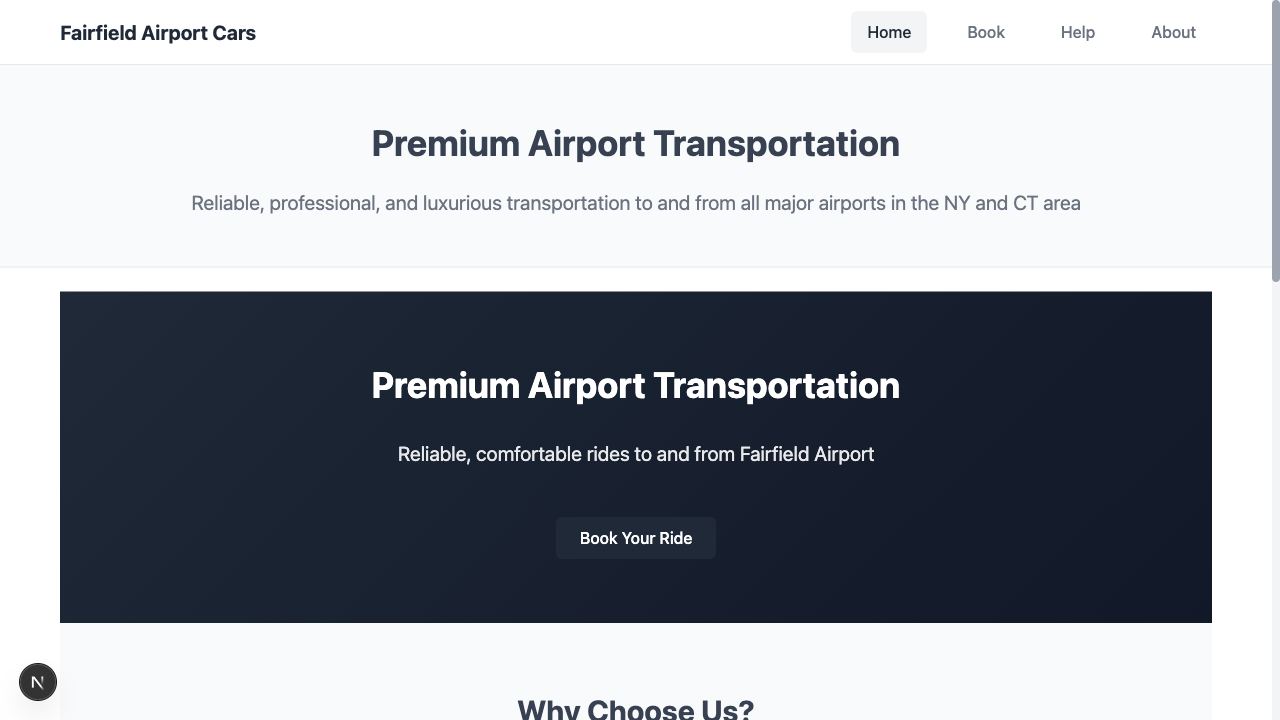 Fairfield Airport Cars
Home
Book
Help
About
Premium Airport Transportation
Reliable, professional, and luxurious transportation to and from all major airports in the NY and CT area
Premium Airport Transportation
Reliable, comfortable rides to and from Fairfield Airport
Book Your Ride
Why Choose Us?
N